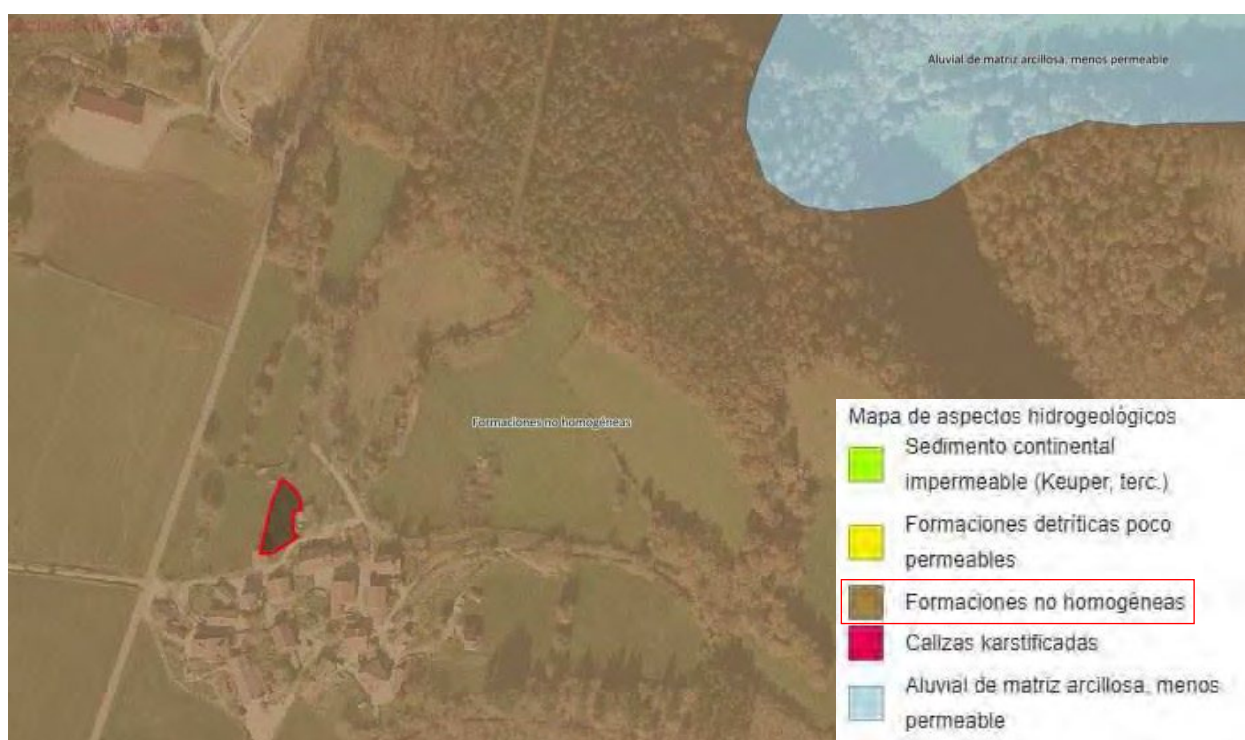 Aluvial de matriz arcillosa, menos permeable
Formaciones no homogéneas
Mapa de aspectos hidrogeológicos
Sedimento continental
impermeable (Keuper, terc.)
Formaciones detríticas poco
permeables
Formaciones no homogéneas
Calizas karstificadas
Aluvial de matriz arcillosa, menos
permeable